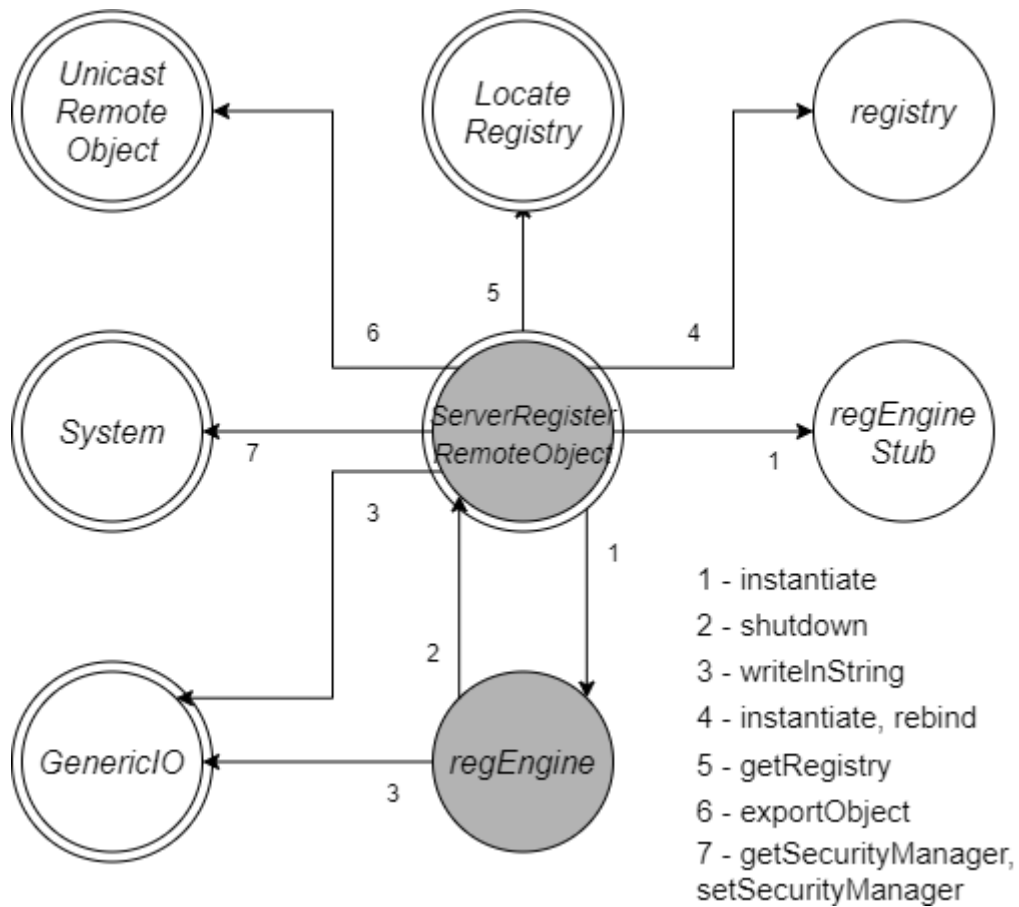 Unicast
Remote
Object
Locate
Registry
registry
5
6
4
System
ServerRegister
RemoteObject
regEngine
Stub
7
1
3
1
2
GenericIO
regEngine
3
1 - instantiate
2 - shutdown
3 - writelnString
4 - instantiate, rebind
5 - getRegistry
6 - exportObject
7 - getSecurityManager,
setSecurityManager